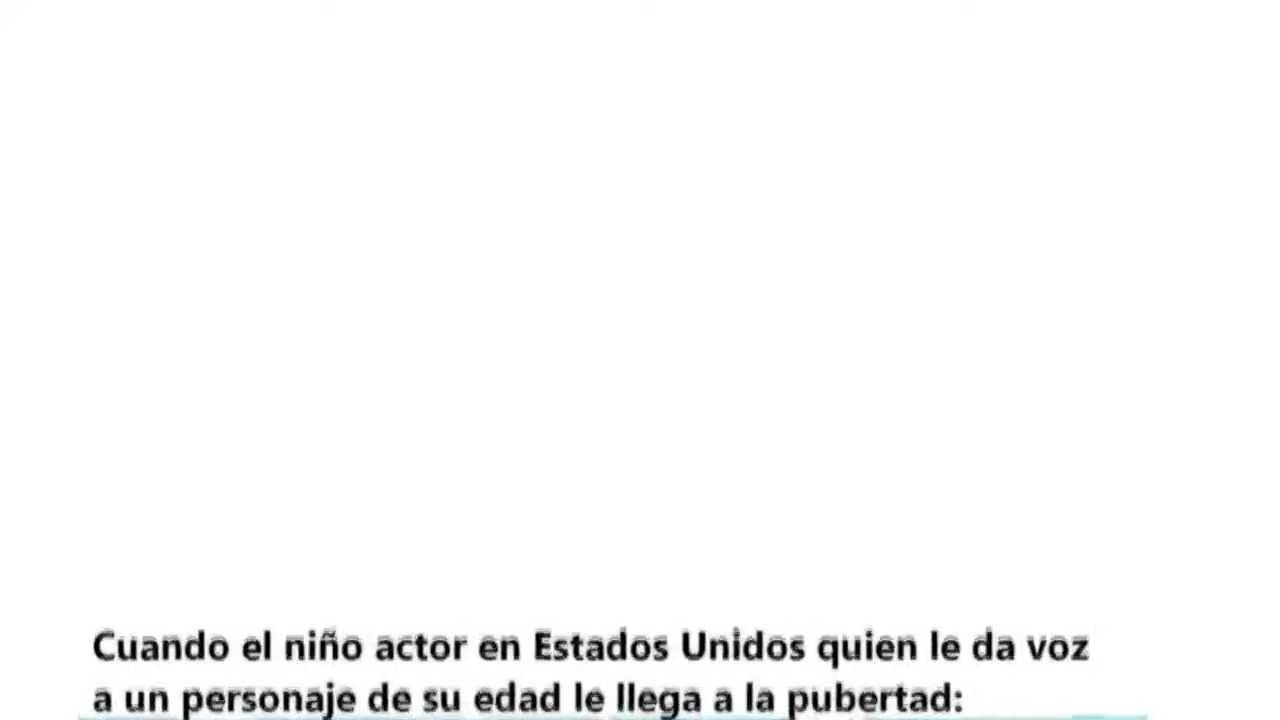 Cuando el niño actor en Estados Unidos quien le da voz
a un personaje de su edad le llega a la pubertad: